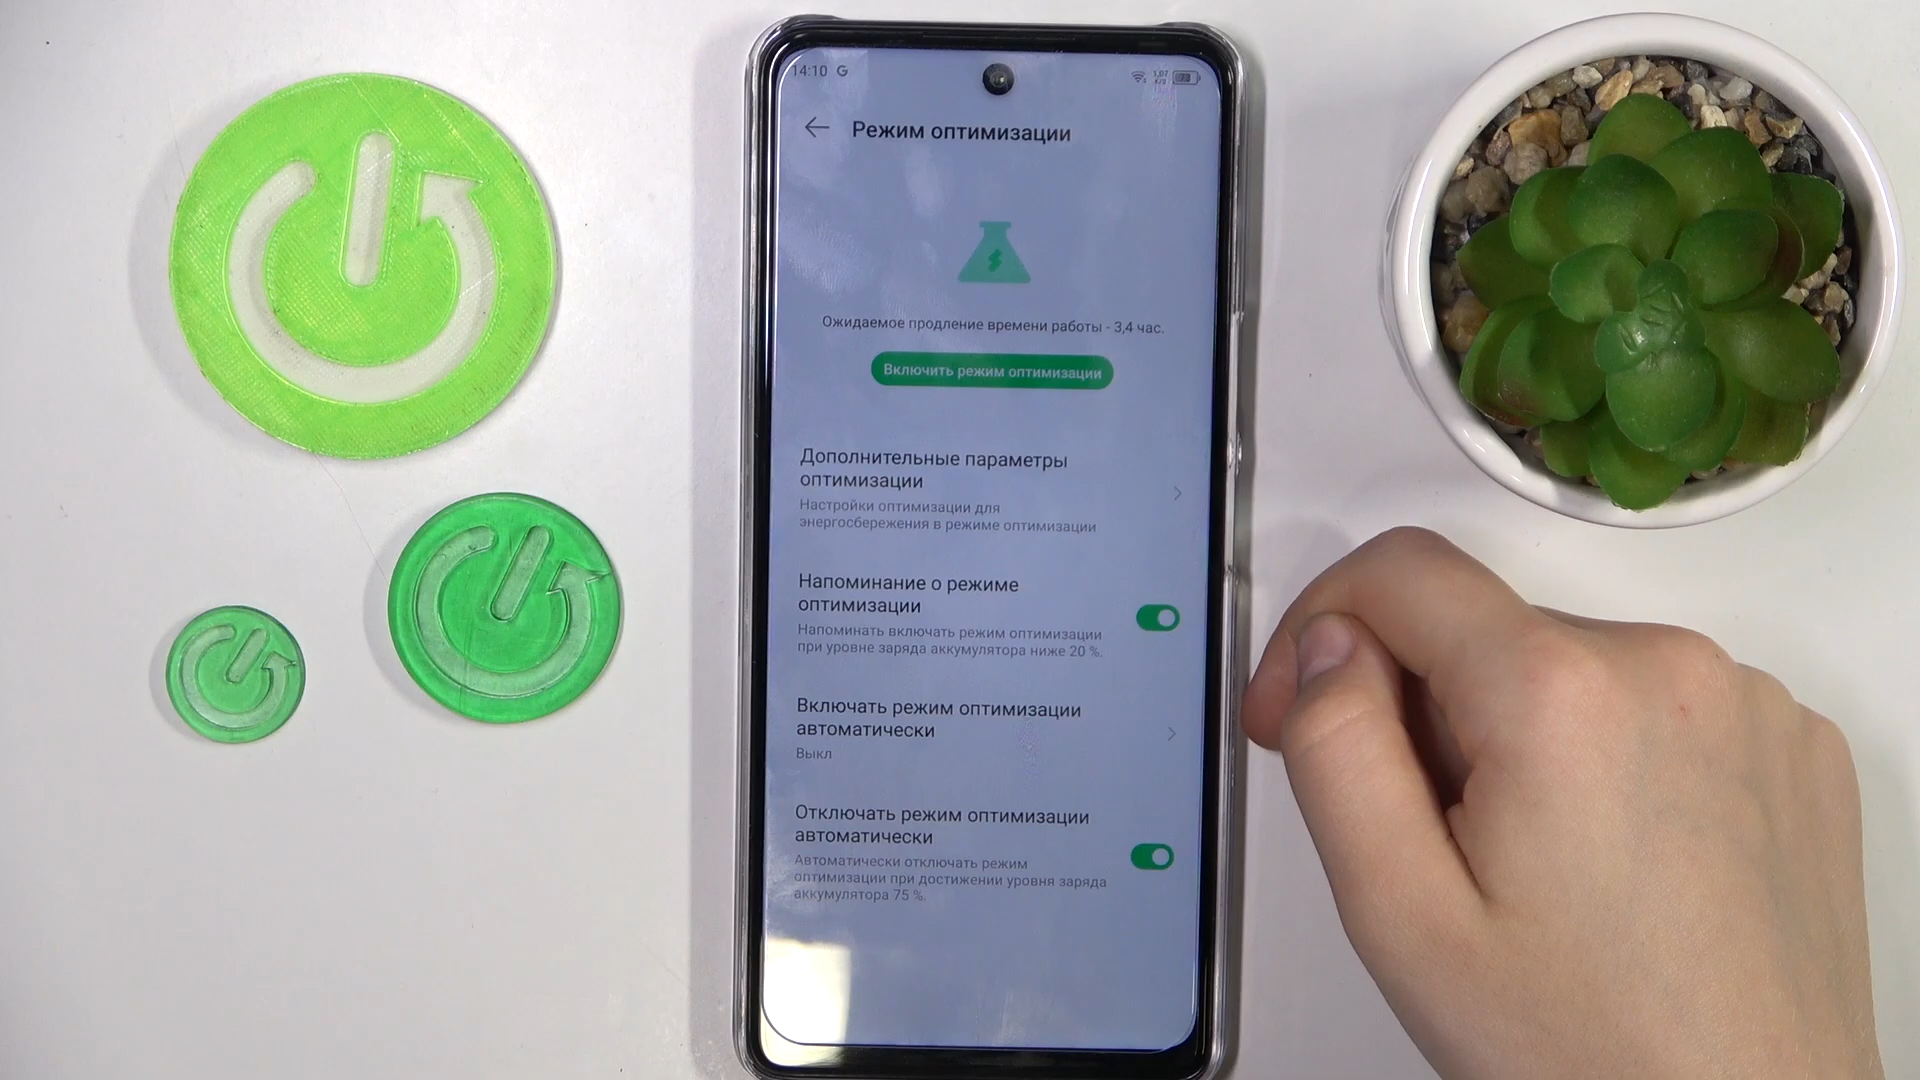 14:10 G
Режим оптимизации
Ожидаемое продление времени работы - 3,4 час.
Включить режим оптимизации
Дополнительные параметры
оптимизации
Настройки оптимизации для
энергосбережения в режиме оптимизации
Напоминание о режиме
оптимизации
Напоминать включать режим оптимизации
при уровне заряда аккумулятора ниже 20 %.
Включать режим оптимизации
автоматически
Выкл
Отключать режим оптимизации
автоматически
Автоматически отключать режим
оптимизации при достижении уровня заряда
аккумулятора 75 %.